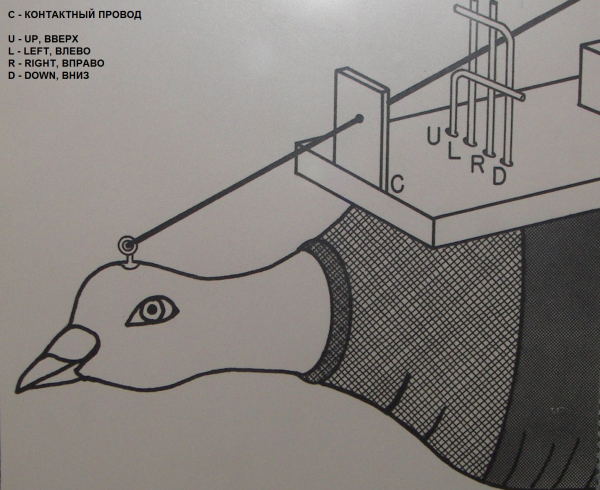 C - КОНТАКТНЫЙ ПРОВОД
U - UP, ВВЕРХ
L - LEFT, ВЛЕВО
R - RIGHT, ВПРАВО
D - DOWN, ВНИЗ
U
L
R
D
C